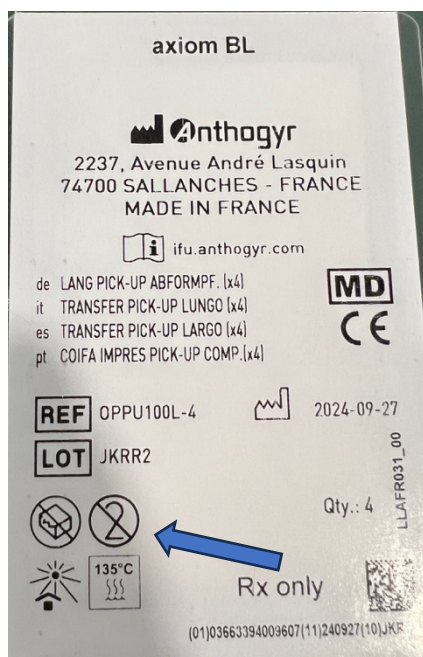 axiom BL
Anthogyr
2237, Avenue André Lasquin
74700 SALLANCHES - FRANCE
MADE IN FRANCE
i ifu.anthogyr.com
de LANG PICK-UP ABFORMPF. (x4)
it TRANSFER PICK-UP LUNGO (x4)
es TRANSFER PICK-UP LARGO (x4)
pt COIFA IMPRES PICK-UP COMP.(x4)
MD
CE
REF OPPU100L-4 2024-09-27
LOT JKRR2
LLAFR031_00
2
Qty.: 4
135°C
Rx only
(01)03663394009607(11)240927(10)JKR